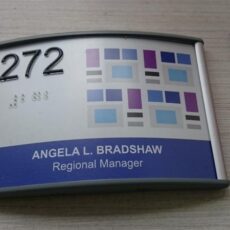 272
ANGELA L. BRADSHAW
Regional Manager